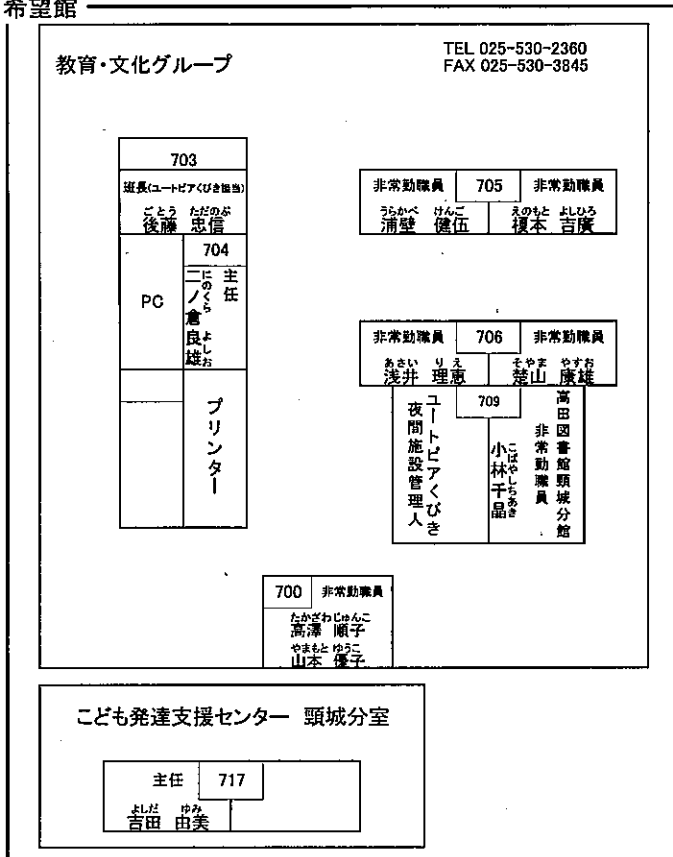 希望館
教育・文化グループ
TEL 025-530-2360
FAX 025-530-3845
703
班長(ユートピアくびき担当)
ごとう ただのぶ
後藤 忠信
704
PC
主任
にのくら よしお
二ノ倉良雄
プリンター
非常勤職員 705 非常勤職員
うらかべ けんご えのもと よしひろ
浦壁 健伍 榎本 吉廣
非常勤職員 706 非常勤職員
あさい りえ そやま やすお
浅井 理恵 楚山 康雄
709
ユートピアくびき
夜間施設管理人
高田図書館頸城分館
非常勤職員
こばやしちあき
小林千晶
700 非常勤職員
たかざわじゅんこ
高澤 順子
やまもと ゆうこ
山本 優子
こども発達支援センター 頸城分室
主任 717
よしだ ゆみ
吉田 由美